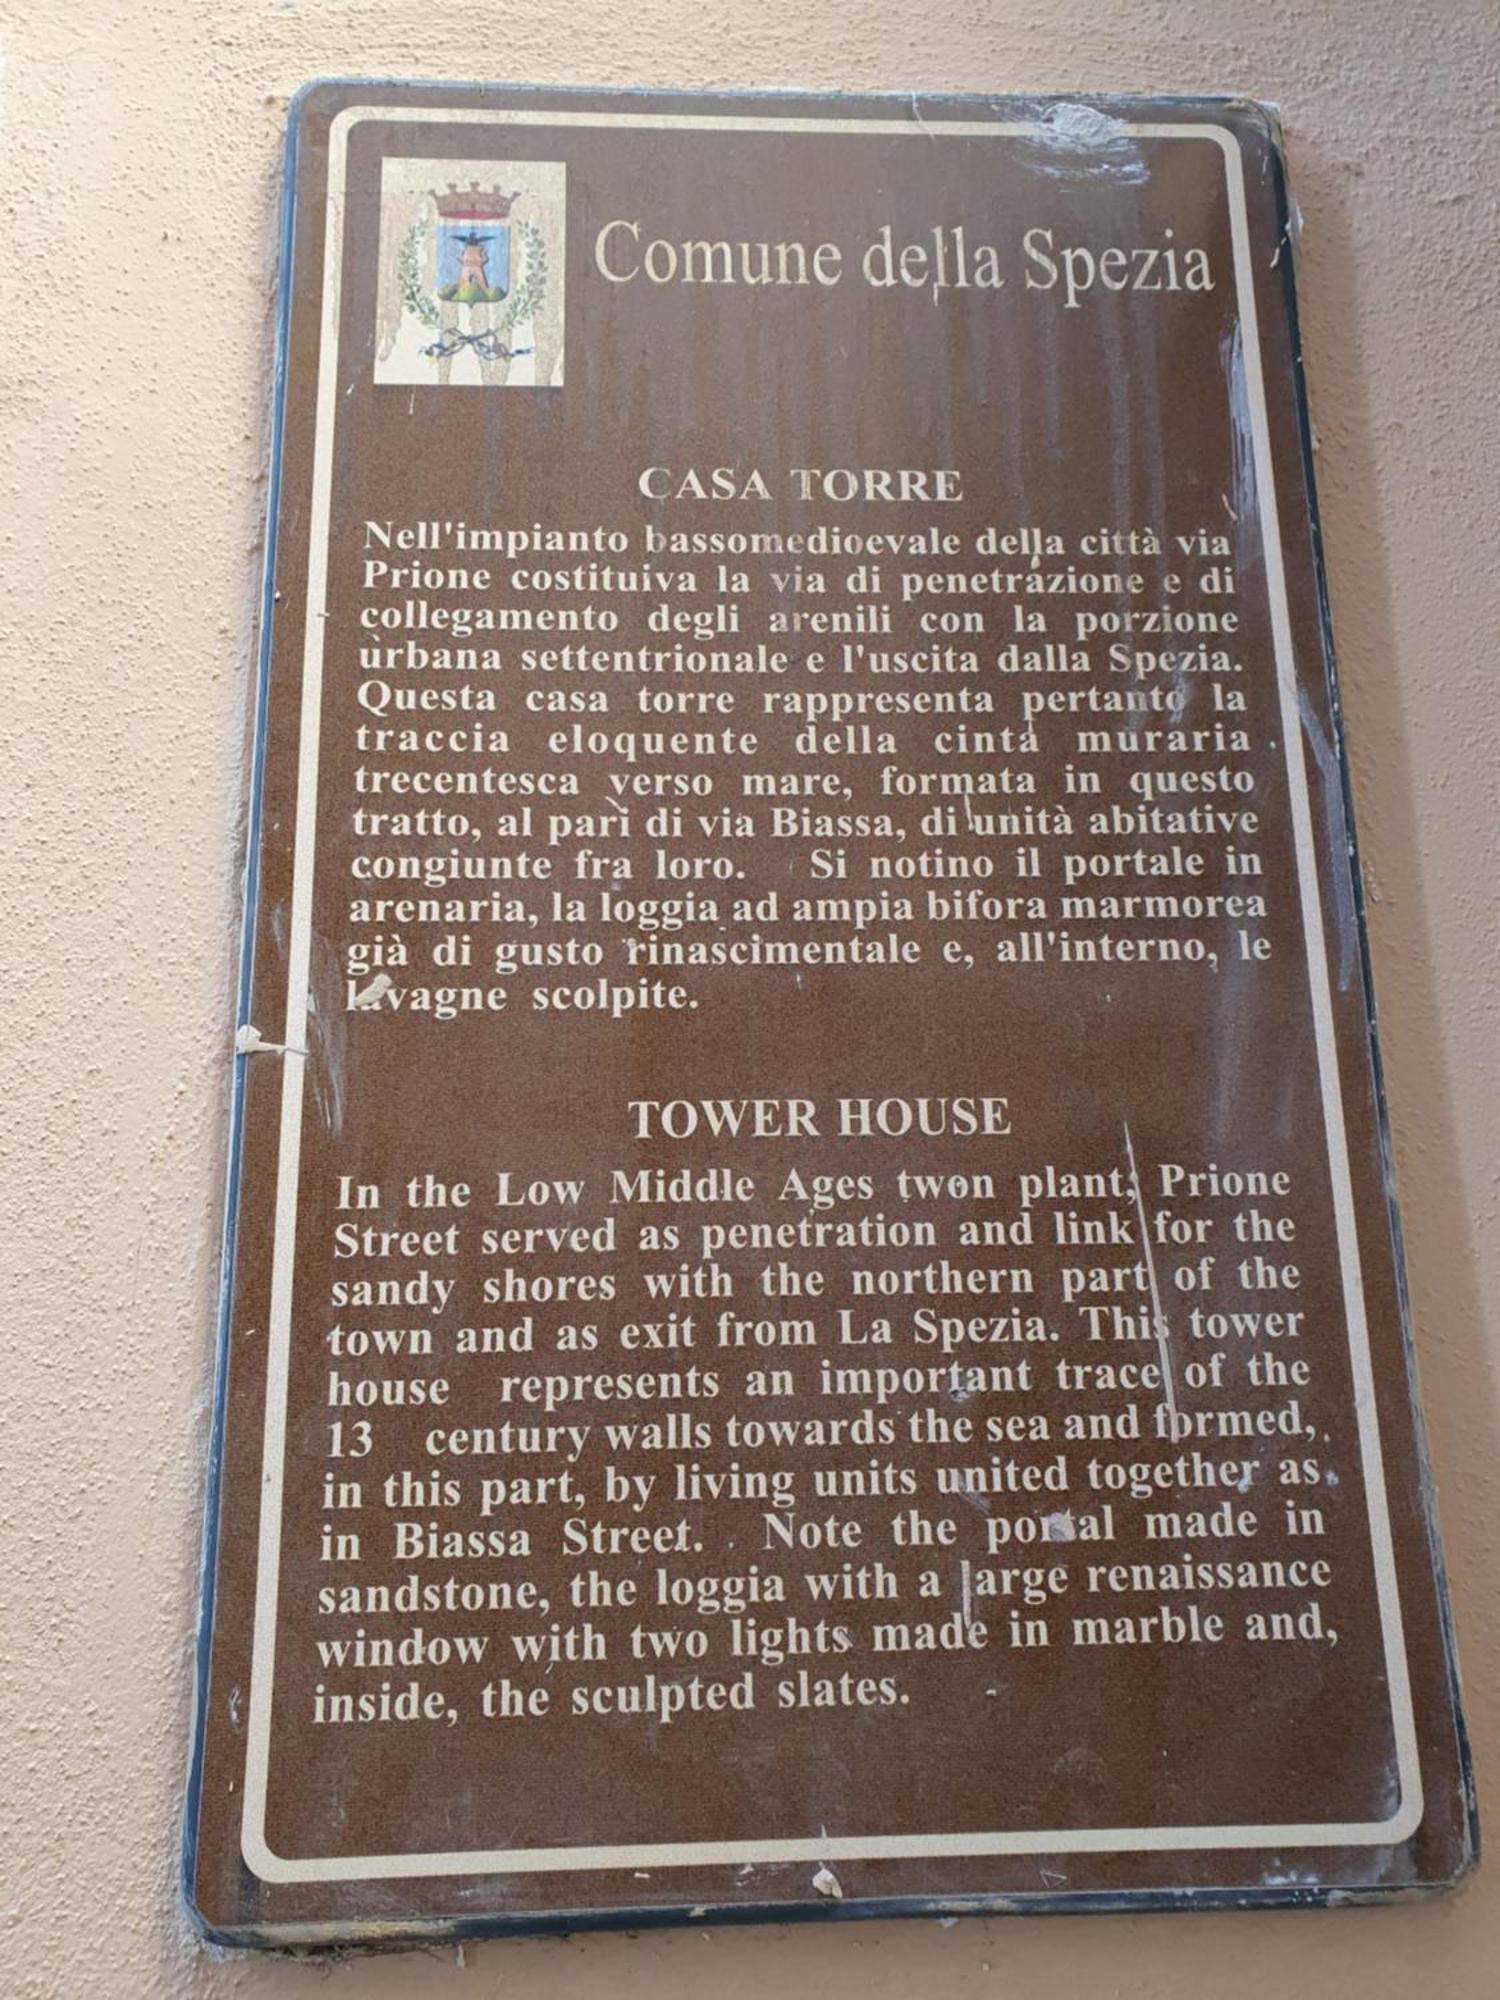 Comune della Spezia
CASA TORRE
Nell'impianto bassomedioevale della città via
Prione costituiva la via di penetrazione e di
collegamento degli arenili con la porzione
urbana settentrionale e l'uscita dalla Spezia.
Questa casa torre rappresenta pertanto la
traccia eloquente della cinta muraria
trecentesca verso mare, formata in questo
tratto, al pari di via Biassa, di unità abitative
congiunte fra loro. Si notino il portale in
arenaria, la loggia ad ampia bifora marmorea
già di gusto rinascimentale e, all'interno, le
lavagne scolpite.
TOWER HOUSE
In the Low Middle Ages twon plant, Prione
Street served as penetration and link for the
sandy shores with the northern part of the
town and as exit from La Spezia. This tower
house represents an important trace of the
13 century walls towards the sea and formed,
in this part, by living units united together as
in Biassa Street. Note the portal made in
sandstone, the loggia with a large renaissance
window with two lights made in marble and,
inside, the sculpted slates.